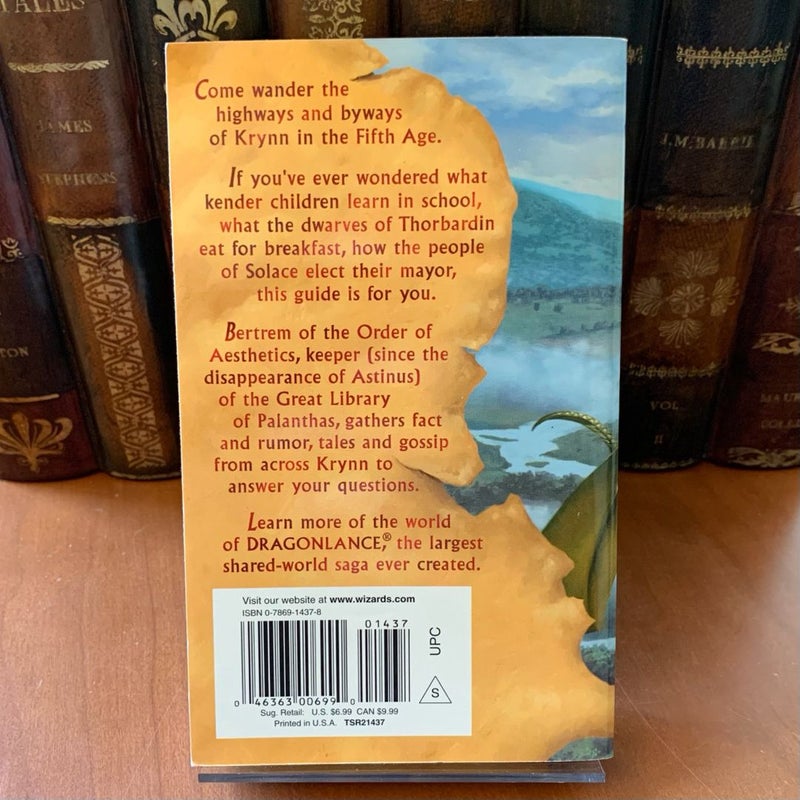 TALES
JAMES
STEPHENS
TON
J.M. BARRIE
VOL
II
Come wander the
highways and byways
of Krynn in the Fifth Age.
If you've ever wondered what
kender children learn in school,
what the dwarves of Thorbardin
eat for breakfast, how the people
of Solace elect their mayor,
this guide is for you.
Bertrem of the Order of
Aesthetics, keeper (since the
disappearance of Astinus)
of the Great Library
of Palanthas, gathers fact
and rumor, tales and gossip
from across Krynn to
answer your questions.
Learn more of the world
of DRAGONLANCE,® the largest
shared-world saga ever created.
Visit our website at www.wizards.com
ISBN 0-7869-1437-8
01437
UPC
S
0 46363 00699 0
Sug. Retail: U.S. $6.99 CAN $9.99
Printed in U.S.A. TSR21437